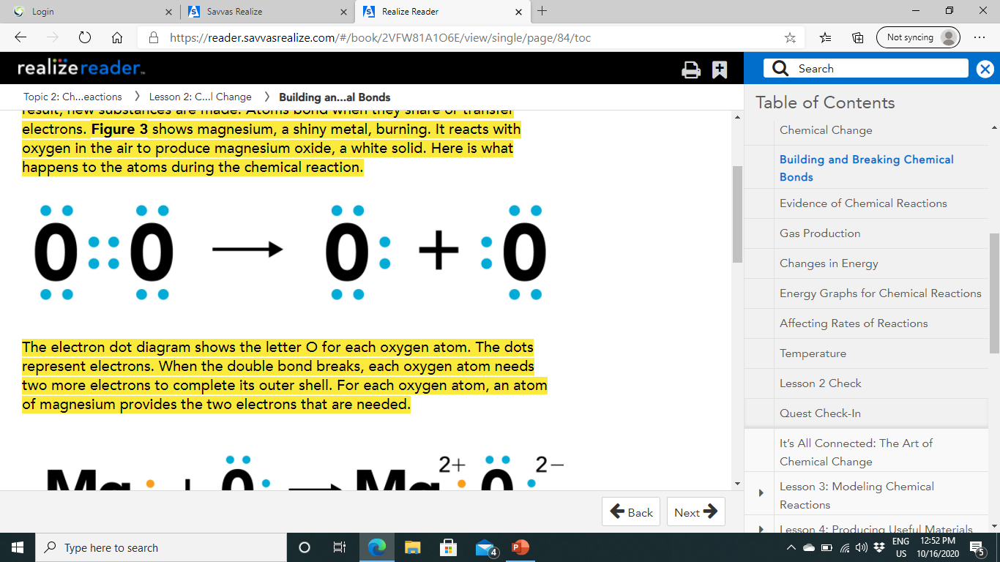 Login
Savvas Realize
Realize Reader
https://reader.savvasrealize.com/#/book/2VFW81A1O6E/view/single/page/84/toc
Not syncing
realizereader
Search
Topic 2: Ch...eactions
Lesson 2: C...l Change
Building an...al Bonds
Table of Contents
result, new substances are made. Atoms bond when they share or transfer
electrons. Figure 3 shows magnesium, a shiny metal, burning. It reacts with
oxygen in the air to produce magnesium oxide, a white solid. Here is what
happens to the atoms during the chemical reaction.
O O → O + O
The electron dot diagram shows the letter O for each oxygen atom. The dots
represent electrons. When the double bond breaks, each oxygen atom needs
two more electrons to complete its outer shell. For each oxygen atom, an atom
of magnesium provides the two electrons that are needed.
Mg + O → Mg 2+ O 2−
Back
Next
Chemical Change
Building and Breaking Chemical
Bonds
Evidence of Chemical Reactions
Gas Production
Changes in Energy
Energy Graphs for Chemical Reactions
Affecting Rates of Reactions
Temperature
Lesson 2 Check
Quest Check-In
It's All Connected: The Art of
Chemical Change
Lesson 3: Modeling Chemical
Reactions
Lesson 4: Producing Useful Materials
Type here to search
4
ENG
US
12:52 PM
10/16/2020
5